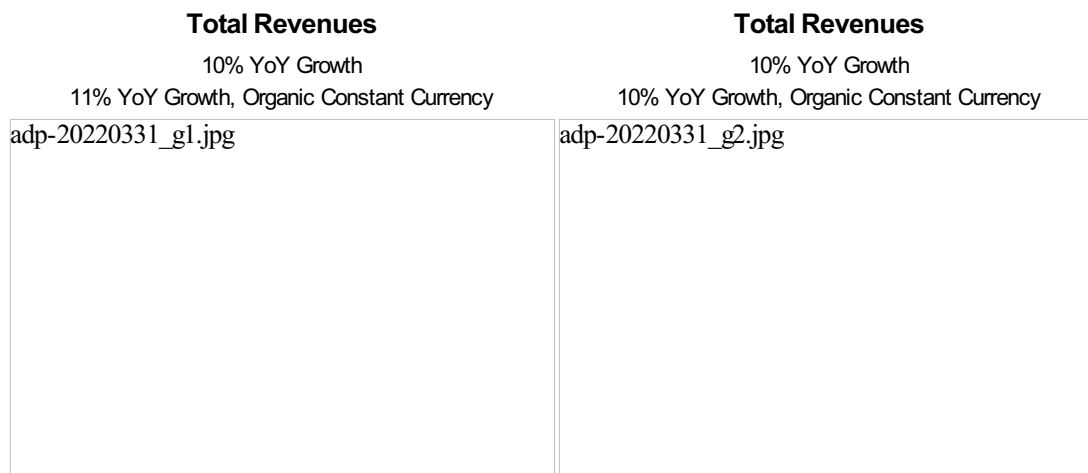 Total Revenues
10% YoY Growth
11% YoY Growth, Organic Constant Currency
adp-20220331_g1.jpg
Total Revenues
10% YoY Growth
10% YoY Growth, Organic Constant Currency
adp-20220331_g2.jpg